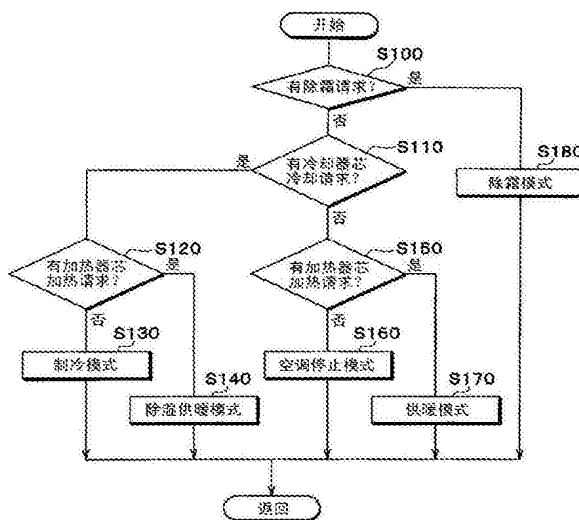 开始
S100
有除霜请求?
是
否
S110
是
有冷却器芯
冷却请求?
S180
除霜模式
否
S120
有加热器芯
加热请求?
是
S150
有加热器芯
加热请求?
是
否
S130
制冷模式
否
S160
空调停止模式
S140
除湿供暖模式
S170
供暖模式
返回